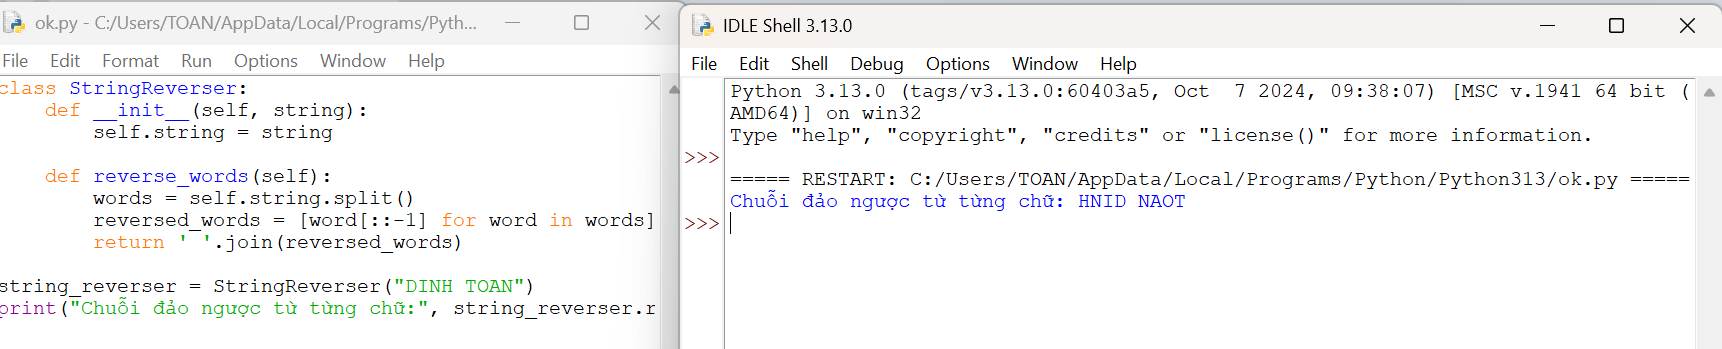 ok.py - C:/Users/TOAN/AppData/Local/Programs/Pyth...
File Edit Format Run Options Window Help
class StringReverser:
    def __init__(self, string):
        self.string = string
    def reverse_words(self):
        words = self.string.split()
        reversed_words = [word[::-1] for word in words]
        return ' '.join(reversed_words)
string_reverser = StringReverser("DINH TOAN")
print("Chuỗi đảo ngược từ từng chữ:", string_reverser.r
IDLE Shell 3.13.0
File Edit Shell Debug Options Window Help
Python 3.13.0 (tags/v3.13.0:60403a5, Oct  7 2024, 09:38:07) [MSC v.1941 64 bit (
AMD64)] on win32
Type "help", "copyright", "credits" or "license()" for more information.
>>>
===== RESTART: C:/Users/TOAN/AppData/Local/Programs/Python/Python313/ok.py =====
Chuỗi đảo ngược từ từng chữ: HNID NAOT
>>>